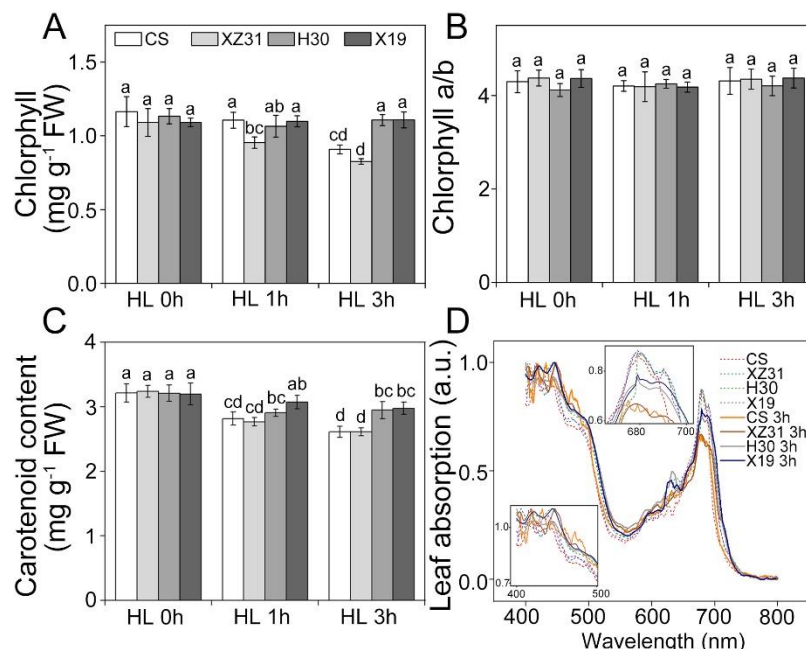 A
CS XZ31 H30 X19
Chlorphyll
(mg g-1 FW)
1.5
1.0
0.5
0.0
a a a a
a bc ab a
cd d a a
HL 0h HL 1h HL 3h
B
Chlorphyll a/b
6
4
2
0
a a a a
a a a a
a a a a
HL 0h HL 1h HL 3h
C
Carotenoid content
(mg g-1 FW)
4
3
2
1
0
a a a a
cd cd bc ab
d d bc bc
HL 0h HL 1h HL 3h
D
Leaf absorption (a.u.)
1.0
0.5
0.0
0.8
0.6
680 700
1.0
0.7
400 500
CS
XZ31
H30
X19
CS 3h
XZ31 3h
H30 3h
X19 3h
400 500 600 700 800
Wavelength (nm)